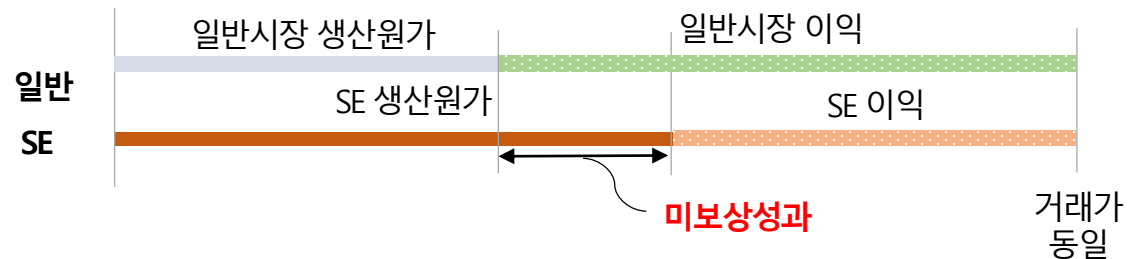 일반시장 생산원가
일반시장 이익
일반
SE 생산원가
SE 이익
SE
미보상성과
거래가
동일